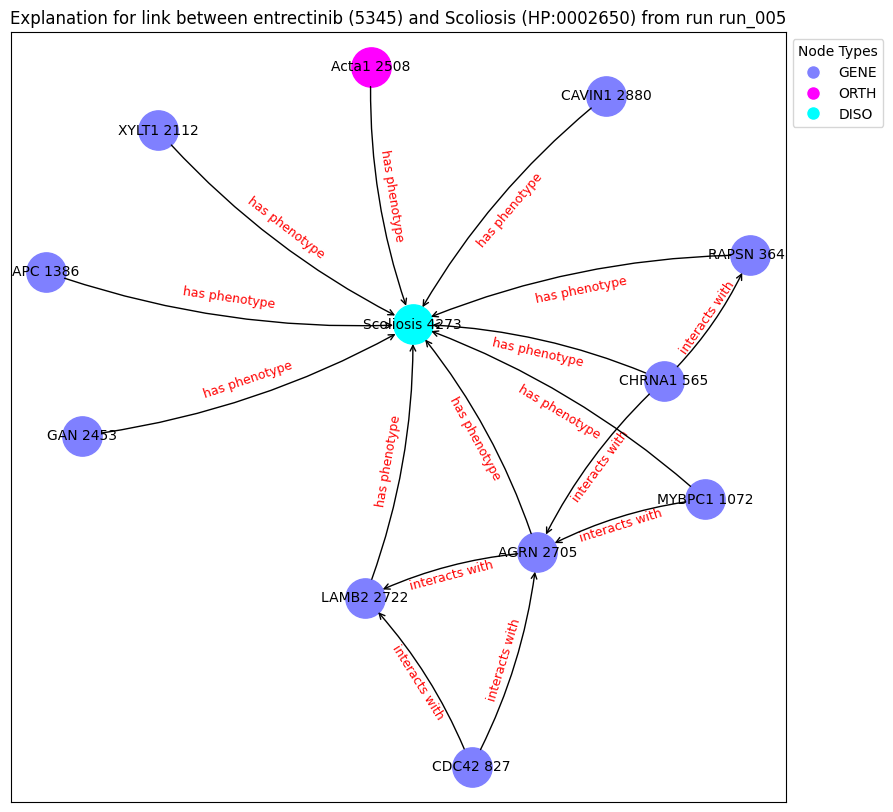 Explanation for link between entrectinib (5345) and Scoliosis (HP:0002650) from run run_005
Node Types
GENE
ORTH
DISO
Acta1 2508
CAVIN1 2880
XYLT1 2112
has phenotype
has phenotype
has phenotype
RAPSN 364
APC 1386
has phenotype
has phenotype
interacts with
Scoliosis 4273
has phenotype
has phenotype
CHRNA1 565
has phenotype
GAN 2453
has phenotype
has phenotype
interacts with
MYBPC1 1072
interacts with
AGRN 2705
interacts with
LAMB2 2722
interacts with
interacts with
CDC42 827